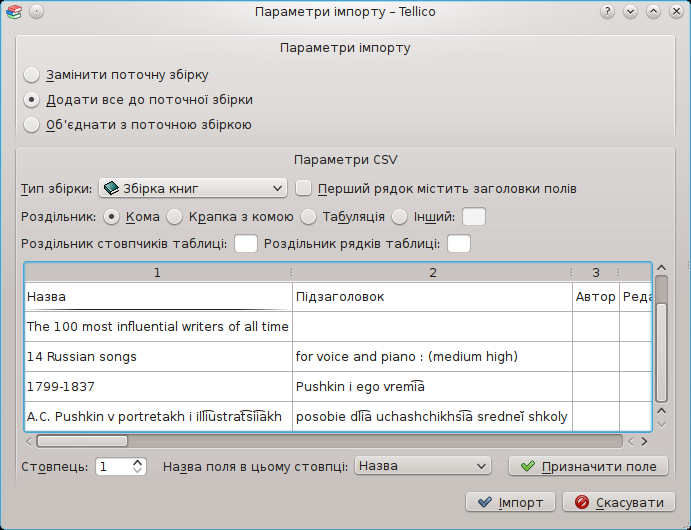 Параметри імпорту – Tellico
Параметри імпорту
Замінити поточну збірку
Додати все до поточної збірки
Об'єднати з поточною збіркою
Параметри CSV
Тип збірки: Збірка книг Перший рядок містить заголовки полів
Роздільник: Кома Крапка з комою Табуляція Інший:
Роздільник стовпчиків таблиці: Роздільник рядків таблиці:
1 2 3
Назва Підзаголовок Автор Реда
The 100 most influential writers of all time
14 Russian songs for voice and piano : (medium high)
1799-1837 Pushkin i ego vremi͡a
A.C. Pushkin v portretakh i illi͡ustrat͡sii͡akh posobie dli͡a uchashchikhsi͡a sredneĭ shkoly
Стовпець: 1 Назва поля в цьому стовпці: Назва Призначити поле
Імпорт Скасувати